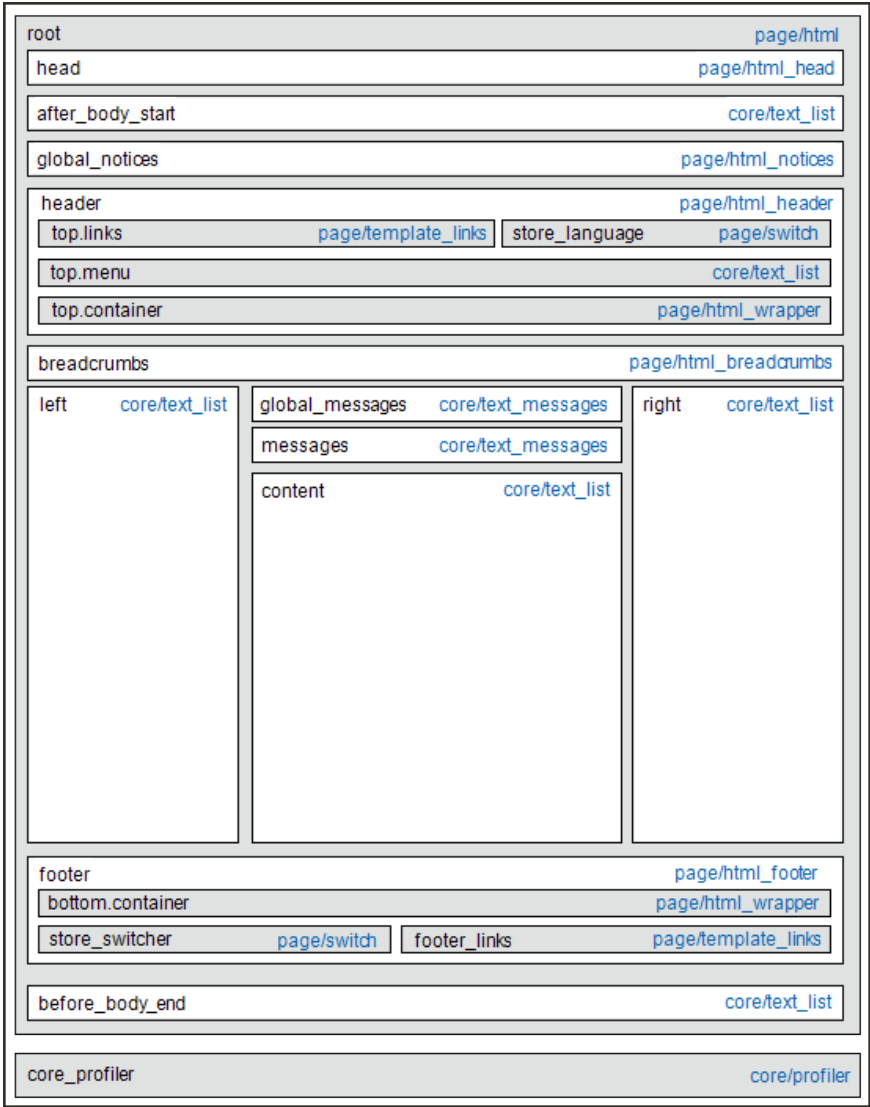 root page/html
head page/html_head
after_body_start core/text_list
global_notices page/html_notices
header page/html_header
top.links page/template_links store_language page/switch
top.menu core/text_list
top.container page/html_wrapper
breadcrumbs page/html_breadcrumbs
left core/text_list global_messages core/text_messages right core/text_list
messages core/text_messages
content core/text_list
footer page/html_footer
bottom.container page/html_wrapper
store_switcher page/switch footer_links page/template_links
before_body_end core/text_list
core_profiler core/profiler